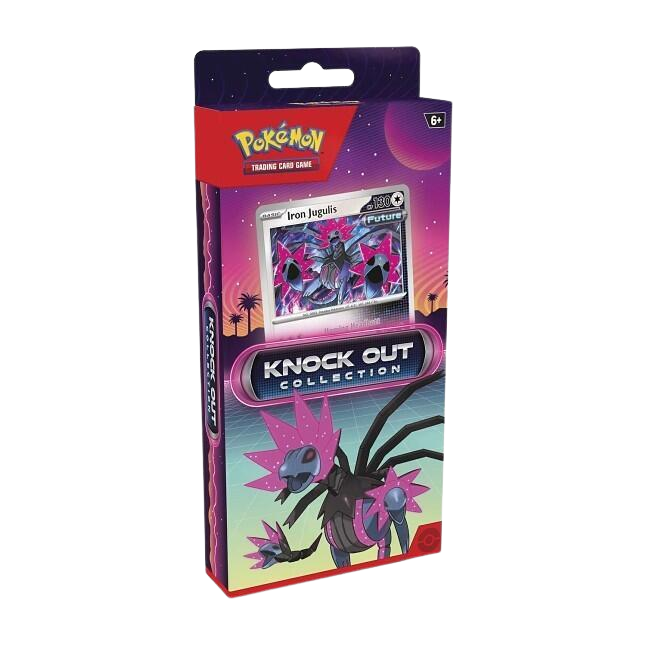 6+
POKéMON
TRADING CARD GAME
BASIC
Iron Jugulis
HP 130
Future
KNOCK OUT
COLLECTION
KNOCK OUT
COLLECTION